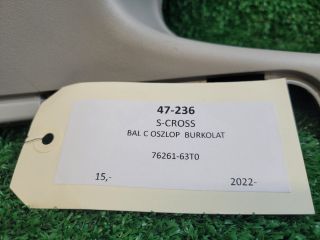 47-236
S-CROSS
BAL C OSZLOP BURKOLAT
76261-63T0
15,- 2022-